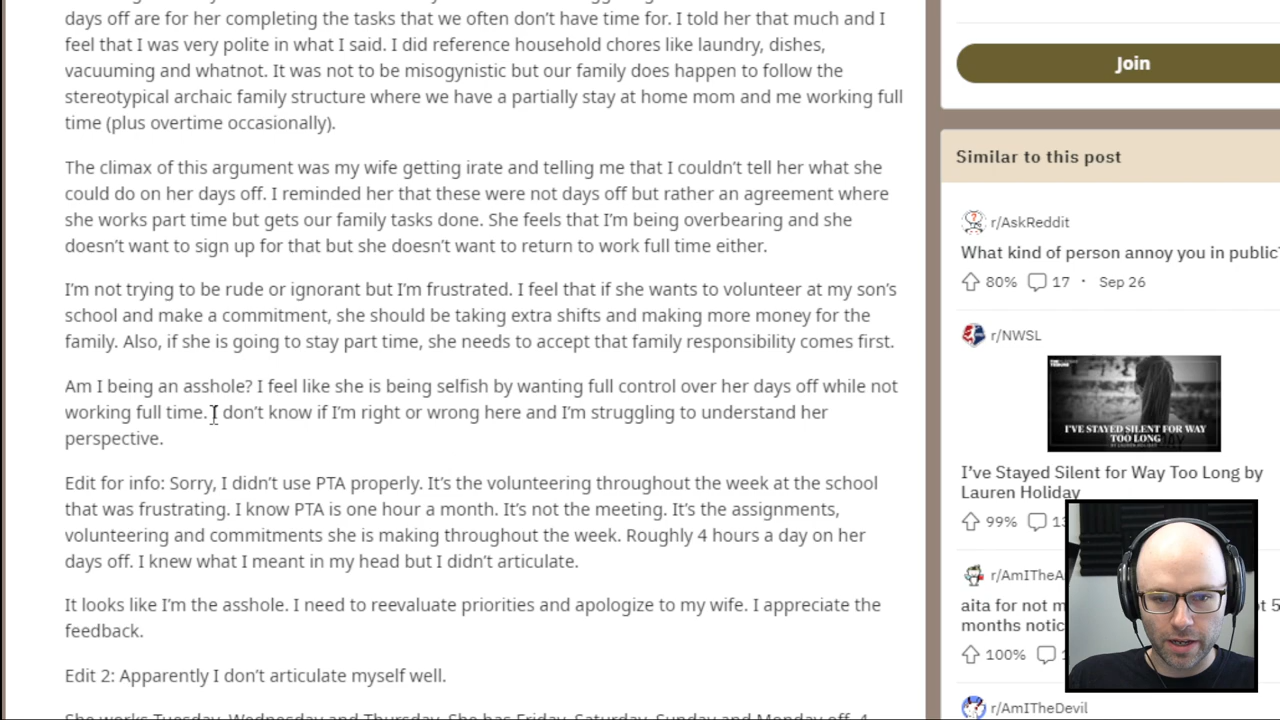 days off are for her completing the tasks that we often don't have time for. I told her that much and I
feel that I was very polite in what I said. I did reference household chores like laundry, dishes,
vacuuming and whatnot. It was not to be misogynistic but our family does happen to follow the
stereotypical archaic family structure where we have a partially stay at home mom and me working full
time (plus overtime occasionally).
The climax of this argument was my wife getting irate and telling me that I couldn't tell her what she
could do on her days off. I reminded her that these were not days off but rather an agreement where
she works part time but gets our family tasks done. She feels that I'm being overbearing and she
doesn't want to sign up for that but she doesn't want to return to work full time either.
I'm not trying to be rude or ignorant but I'm frustrated. I feel that if she wants to volunteer at my son's
school and make a commitment, she should be taking extra shifts and making more money for the
family. Also, if she is going to stay part time, she needs to accept that family responsibility comes first.
Am I being an asshole? I feel like she is being selfish by wanting full control over her days off while not
working full time. I don't know if I'm right or wrong here and I'm struggling to understand her
perspective.
Edit for info: Sorry, I didn't use PTA properly. It's the volunteering throughout the week at the school
that was frustrating. I know PTA is one hour a month. It's not the meeting. It's the assignments,
volunteering and commitments she is making throughout the week. Roughly 4 hours a day on her
days off. I knew what I meant in my head but I didn't articulate.
It looks like I'm the asshole. I need to reevaluate priorities and apologize to my wife. I appreciate the
feedback.
Edit 2: Apparently I don't articulate myself well.
She works Tuesday, Wednesday and Thursday. She has Friday, Saturday, Sunday and Monday off. 4
Join
Similar to this post
r/AskReddit
What kind of person annoy you in public?
80% 17 · Sep 26
r/NWSL
I'VE STAYED SILENT FOR WAY
TOO LONG
I've Stayed Silent for Way Too Long by
Lauren Holiday
99%
r/AmITheA
aita for not m
months notic
100%
r/AmITheDevil